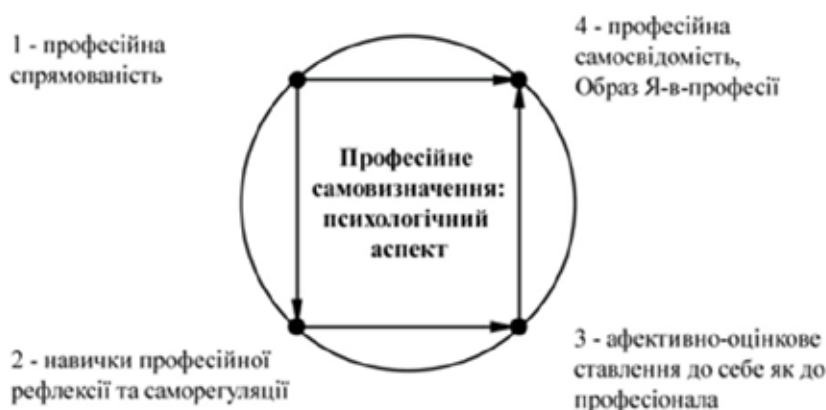 1 - професійна
спрямованість
4 - професійна
самосвідомість,
Образ Я-в-професії
Професійне
самовизначення:
психологічний
аспект
2 - навички професійної
рефлексії та саморегуляції
3 - афективно-оцінкове
ставлення до себе як до
професіонала